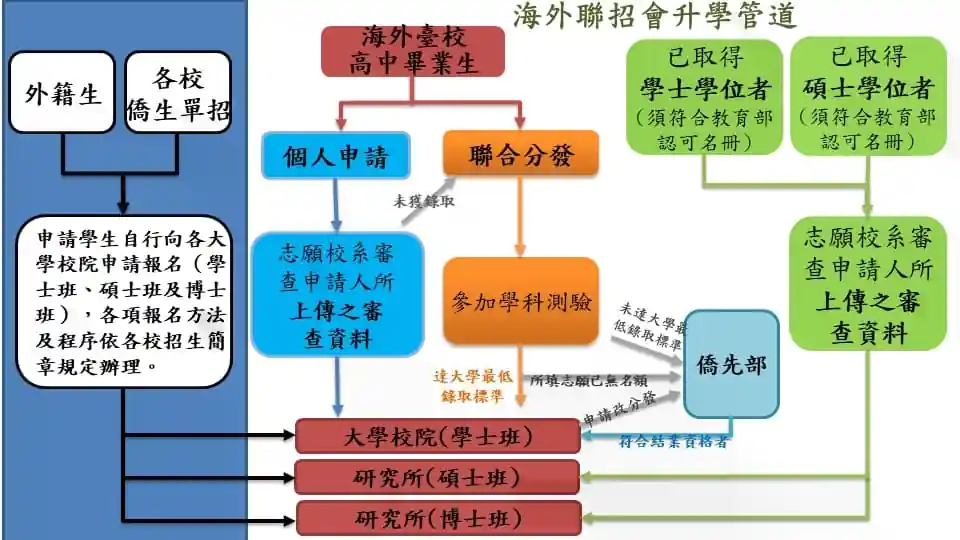 海外聯招會升學管道
外籍生
各校
僑生單招
申請學生自行向各大
學校院申請報名（學
士班、碩士班及博士
班），各項報名方法
及程序依各校招生簡
章規定辦理。
海外臺校
高中畢業生
個人申請
聯合分發
未獲錄取
志願校系審
查申請人所
上傳之審
查資料
參加學科測驗
達大學最低
錄取標準
未達大學最
低錄取標準
所填志願已無名額
申請改分發
僑先部
符合結業資格者
已取得
學士學位者
（須符合教育部
認可名冊）
已取得
碩士學位者
（須符合教育部
認可名冊）
志願校系審
查申請人所
上傳之審
查資料
大學校院(學士班)
研究所(碩士班)
研究所(博士班)